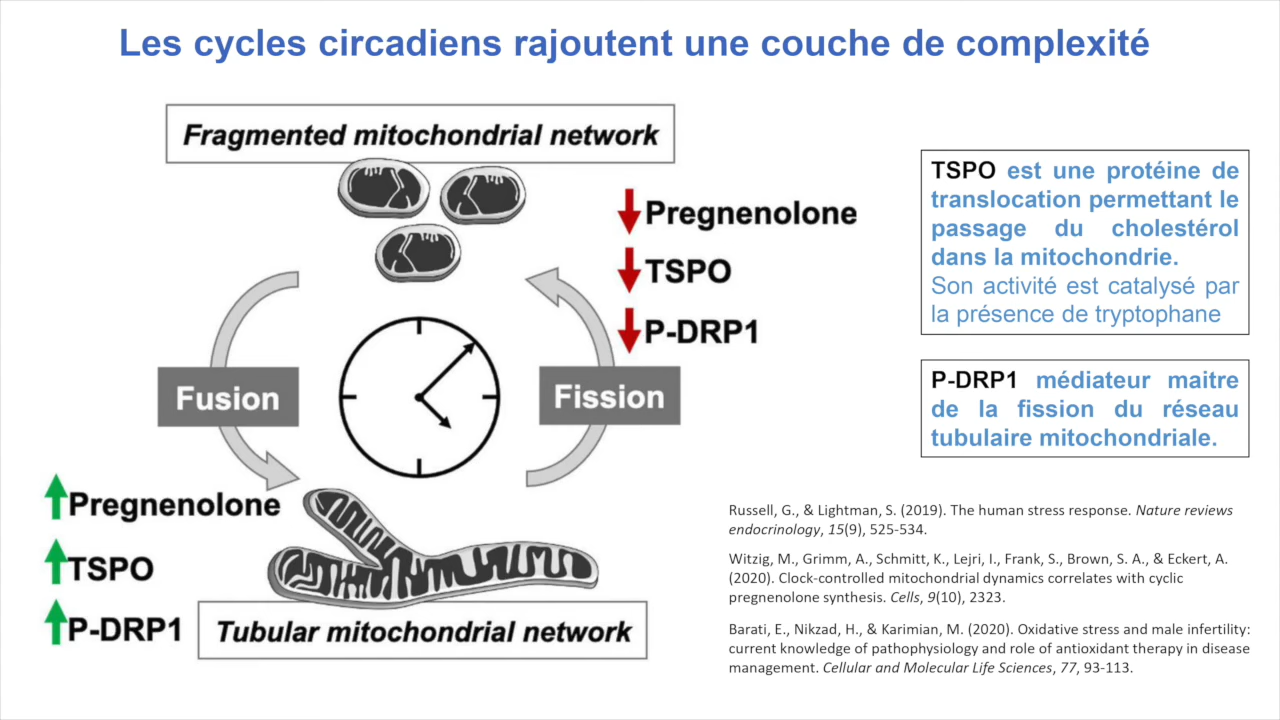 Les cycles circadiens rajoutent une couche de complexité
Fragmented mitochondrial network
Pregnenolone
TSPO
P-DRP1
Fusion
Fission
Pregnenolone
TSPO
P-DRP1
Tubular mitochondrial network
TSPO est une protéine de
translocation permettant le
passage du cholestérol
dans la mitochondrie.
Son activité est catalysé par
la présence de tryptophane
P-DRP1 médiateur maitre
de la fission du réseau
tubulaire mitochondriale.
Russell, G., & Lightman, S. (2019). The human stress response. Nature reviews
endocrinology, 15(9), 525-534.
Witzig, M., Grimm, A., Schmitt, K., Lejri, I., Frank, S., Brown, S. A., & Eckert, A.
(2020). Clock-controlled mitochondrial dynamics correlates with cyclic
pregnenolone synthesis. Cells, 9(10), 2323.
Barati, E., Nikzad, H., & Karimian, M. (2020). Oxidative stress and male infertility:
current knowledge of pathophysiology and role of antioxidant therapy in disease
management. Cellular and Molecular Life Sciences, 77, 93-113.